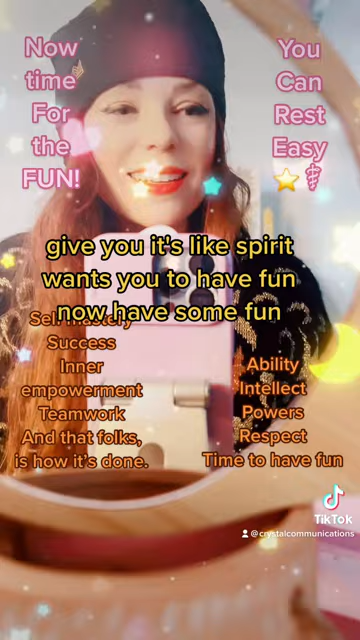 Now
time
For
the
FUN!
You
Can
Rest
Easy
⭐⚕️
give you it's like spirit
wants you to have fun
now have some fun
Self mastery
Success
Inner
empowerment
Teamwork
And that folks,
is how it's done.
Ability
Intellect
Powers
Respect
Time to have fun
TikTok
@crystalcommunications